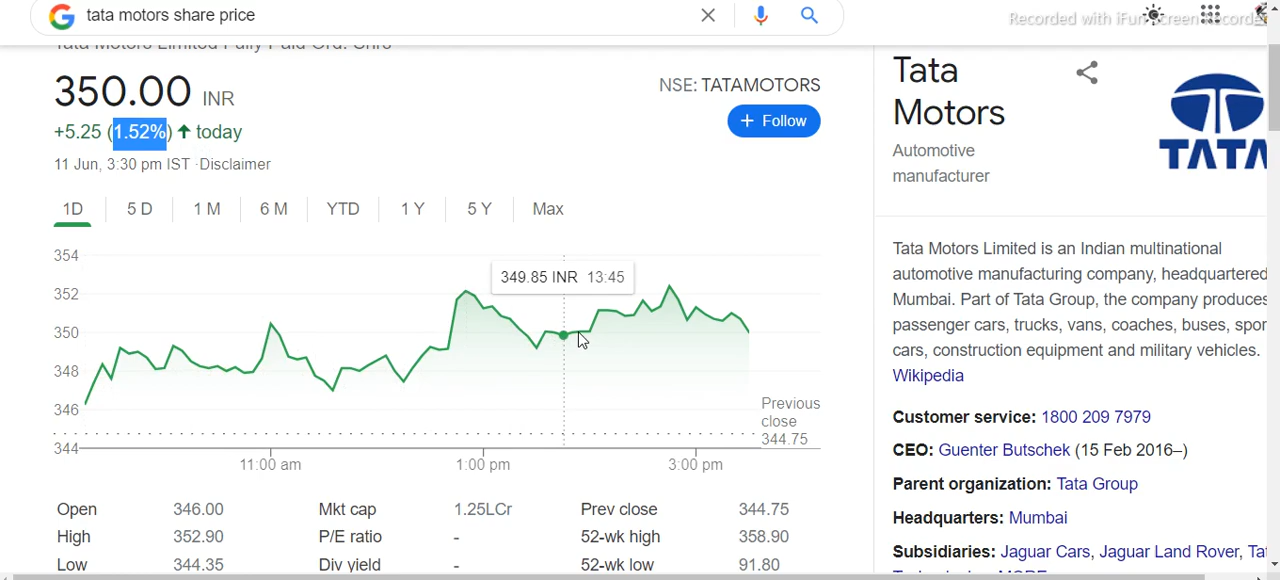 tata motors share price
Recorded with iFun Screen Recorder
Tata Motors Limited Fully Paid Ord. Shrs
350.00 INR
+5.25 (1.52%) ↑ today
11 Jun, 3:30 pm IST ·Disclaimer
NSE: TATAMOTORS
+ Follow
1D 5 D 1 M 6 M YTD 1 Y 5 Y Max
354
352
350
348
346
344
349.85 INR 13:45
Previous
close
344.75
11:00 am 1:00 pm 3:00 pm
Open 346.00 Mkt cap 1.25LCr Prev close 344.75
High 352.90 P/E ratio - 52-wk high 358.90
Low 344.35 Div yield - 52-wk low 91.80
Tata
Motors
Automotive
manufacturer
TATA
Tata Motors Limited is an Indian multinational
automotive manufacturing company, headquartered
Mumbai. Part of Tata Group, the company produces
passenger cars, trucks, vans, coaches, buses, spor
cars, construction equipment and military vehicles.
Wikipedia
Customer service: 1800 209 7979
CEO: Guenter Butschek (15 Feb 2016–)
Parent organization: Tata Group
Headquarters: Mumbai
Subsidiaries: Jaguar Cars, Jaguar Land Rover, Tat